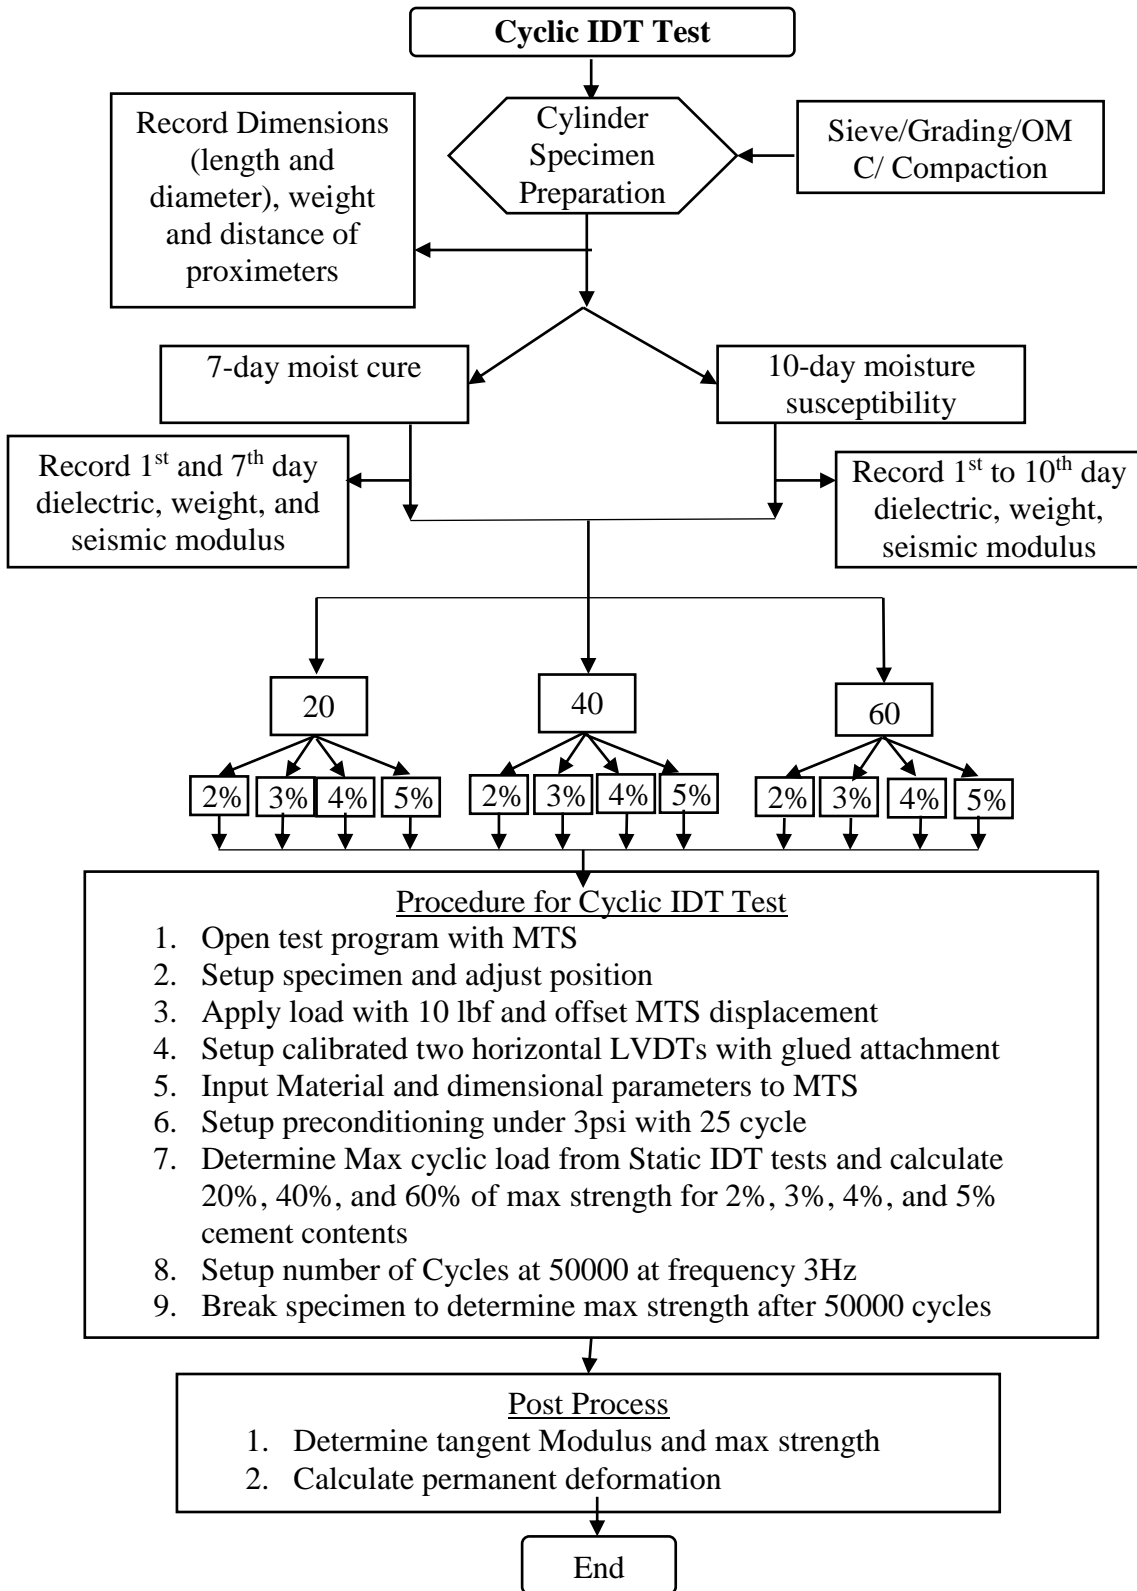 Cyclic IDT Test
Record Dimensions
(length and
diameter), weight
and distance of
proximeters
Cylinder
Specimen
Preparation
Sieve/Grading/OM
C/ Compaction
7-day moist cure
10-day moisture
susceptibility
Record 1st and 7th day
dielectric, weight, and
seismic modulus
Record 1st to 10th day
dielectric, weight,
seismic modulus
20
40
60
2%
3%
4%
5%
2%
3%
4%
5%
2%
3%
4%
5%
Procedure for Cyclic IDT Test
1. Open test program with MTS
2. Setup specimen and adjust position
3. Apply load with 10 lbf and offset MTS displacement
4. Setup calibrated two horizontal LVDTs with glued attachment
5. Input Material and dimensional parameters to MTS
6. Setup preconditioning under 3psi with 25 cycle
7. Determine Max cyclic load from Static IDT tests and calculate
20%, 40%, and 60% of max strength for 2%, 3%, 4%, and 5%
cement contents
8. Setup number of Cycles at 50000 at frequency 3Hz
9. Break specimen to determine max strength after 50000 cycles
Post Process
1. Determine tangent Modulus and max strength
2. Calculate permanent deformation
End